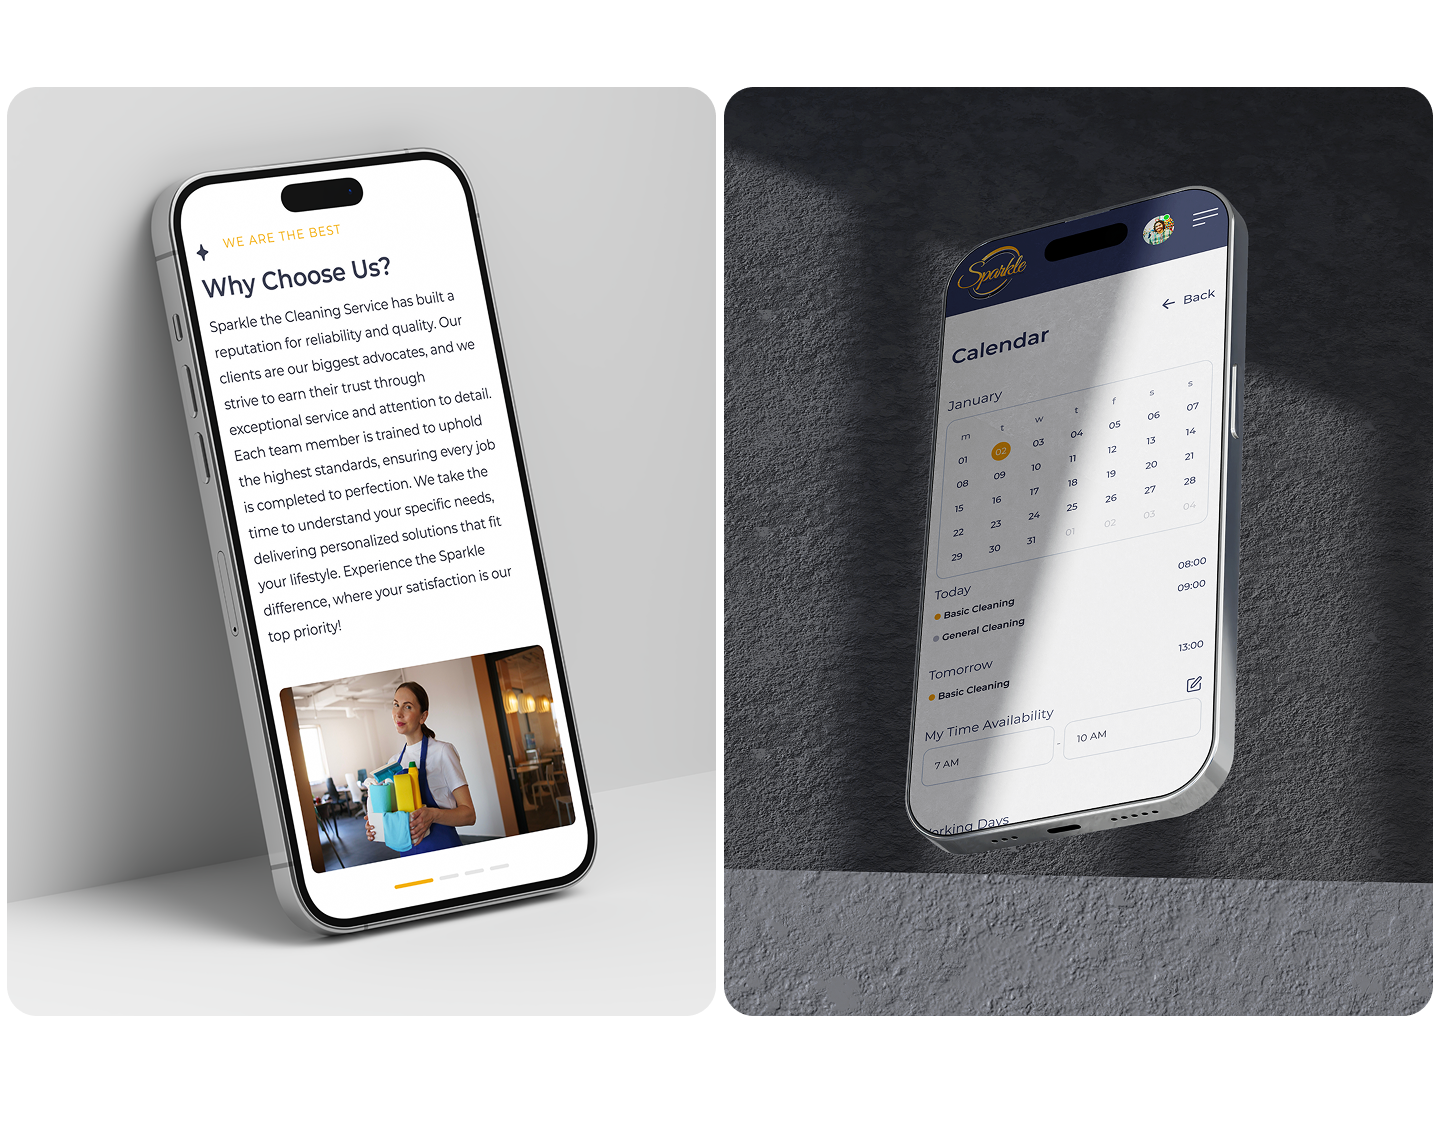 WE ARE THE BEST
Why Choose Us?
Sparkle the Cleaning Service has built a
reputation for reliability and quality. Our
clients are our biggest advocates, and we
strive to earn their trust through
exceptional service and attention to detail.
Each team member is trained to uphold
the highest standards, ensuring every job
is completed to perfection. We take the
time to understand your specific needs,
delivering personalized solutions that fit
your lifestyle. Experience the Sparkle
difference, where your satisfaction is our
top priority!
Sparkle
Back
Calendar
January
m t w t f s s
01 02 03 04 05 06 07
08 09 10 11 12 13 14
15 16 17 18 19 20 21
22 23 24 25 26 27 28
29 30 31 01 02 03 04
Today
Basic Cleaning 08:00
General Cleaning 09:00
Tomorrow
Basic Cleaning 13:00
My Time Availability
7 AM - 10 AM
orking Days